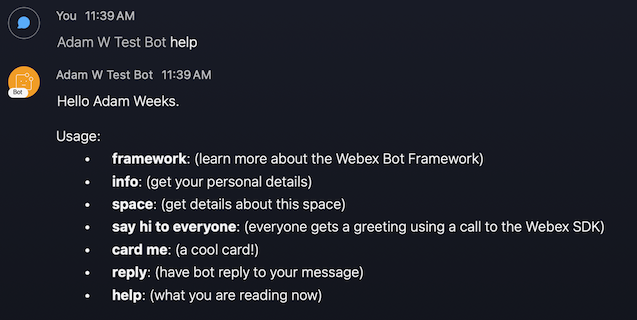 You 11:39 AM
Adam W Test Bot help
Adam W Test Bot 11:39 AM
Bot
Hello Adam Weeks.
Usage:
• framework: (learn more about the Webex Bot Framework)
• info: (get your personal details)
• space: (get details about this space)
• say hi to everyone: (everyone gets a greeting using a call to the Webex SDK)
• card me: (a cool card!)
• reply: (have bot reply to your message)
• help: (what you are reading now)